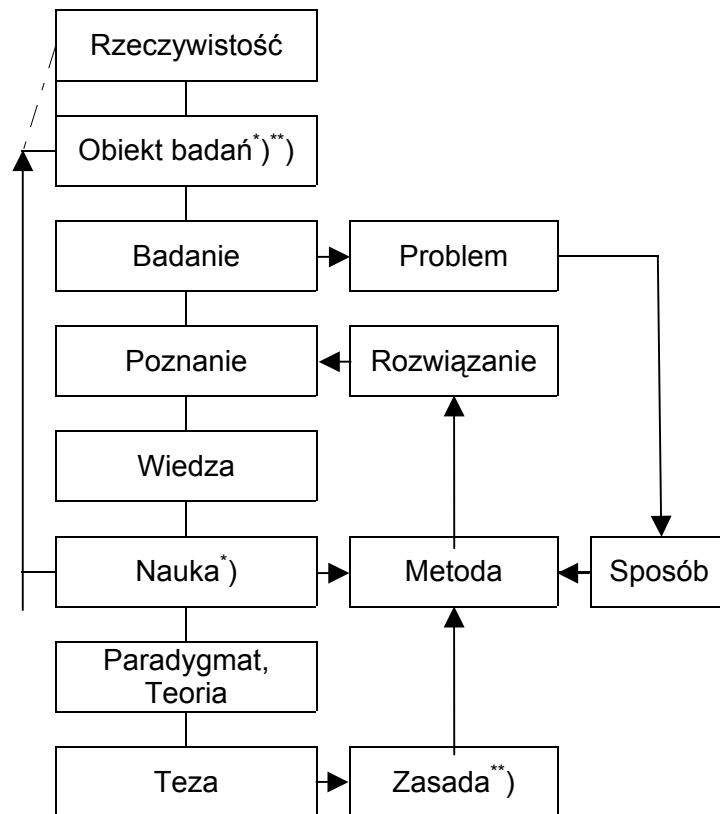 Rzeczywistość
Obiekt badań*)**)
Badanie
Problem
Poznanie
Rozwiązanie
Wiedza
Nauka*)
Metoda
Sposób
Paradygmat,
Teoria
Teza
Zasada**)